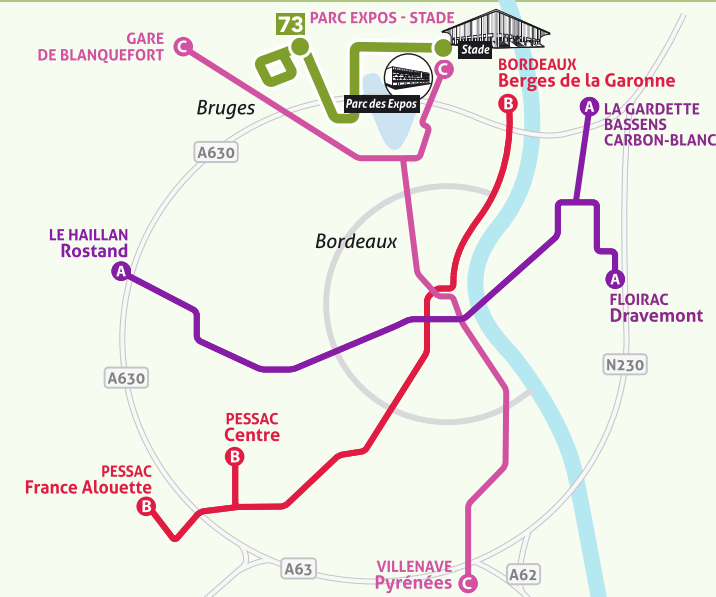 73
PARC EXPOS - STADE
GARE
DE BLANQUEFORT
C
Stade
C
BORDEAUX
Berges de la Garonne
B
Parc des Expos
Bruges
A
LA GARDETTE
BASSENS
CARBON-BLANC
A630
LE HAILLAN
Rostand
A
Bordeaux
A
FLOIRAC
Dravemont
A630
N230
PESSAC
Centre
B
PESSAC
France Alouette
B
A63
VILLENAVE
Pyrénées
C
A62